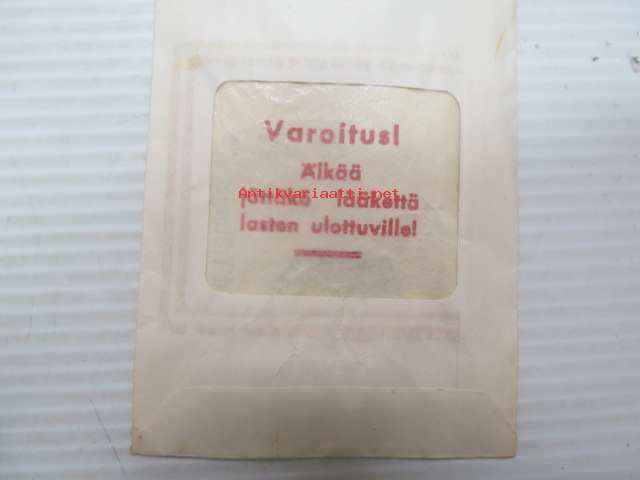 Varoitus!
Älkää
Antikvariaatti.net
jättäkö lääkettä
lasten ulottuville!